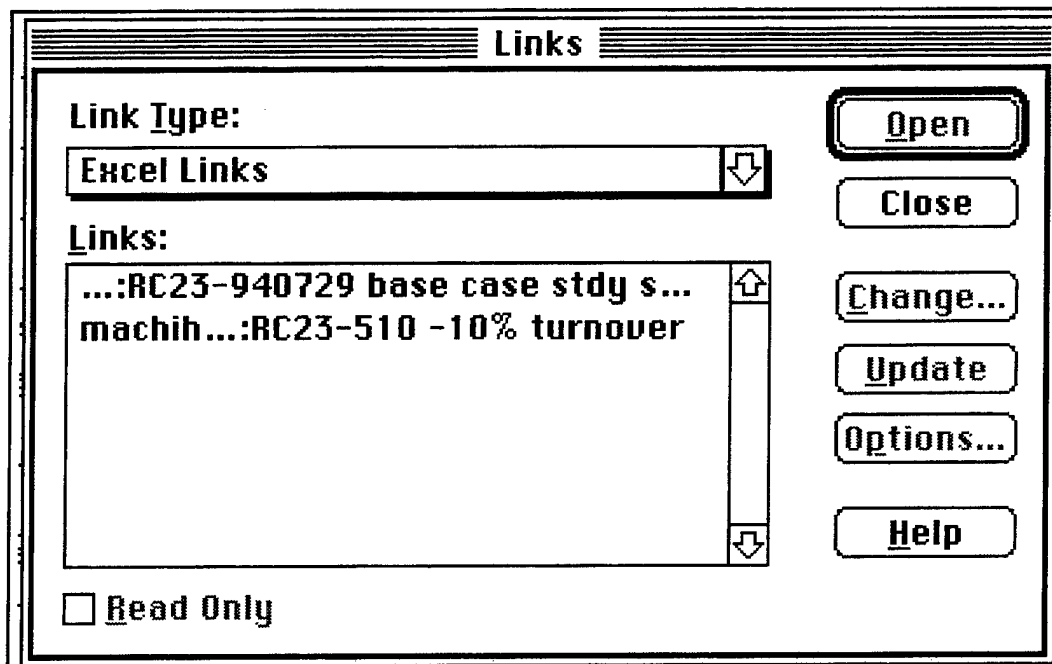 Links
Link Type:
Excel Links
Links:
...:RC23-940729 base case stdy s...
machih...:RC23-510 -10% turnover
Read Only
Open
Close
Change...
Update
Options...
Help